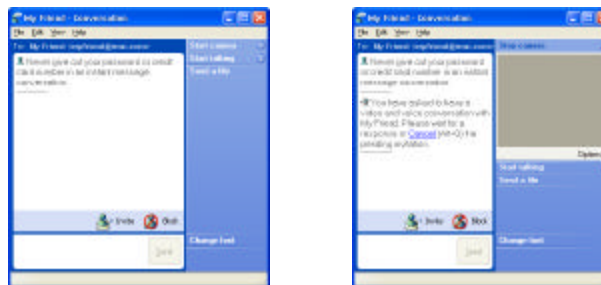 My Friend - Conversation
File Edit View Help
To: My Friend
Never give out your password or credit
card number in an instant message
conversation.
Start camera
Start talking
Send a file
Invite
Block
Send
Change font
My Friend - Conversation
File Edit View Help
To: My Friend
Never give out your password
or credit card number in an instant
message conversation.
You have asked to have a
video and voice conversation with
My Friend. Please wait for a
response or Cancel (Alt+Q) the
pending invitation.
Stop camera
Options
Start talking
Send a file
Invite
Block
Send
Change font